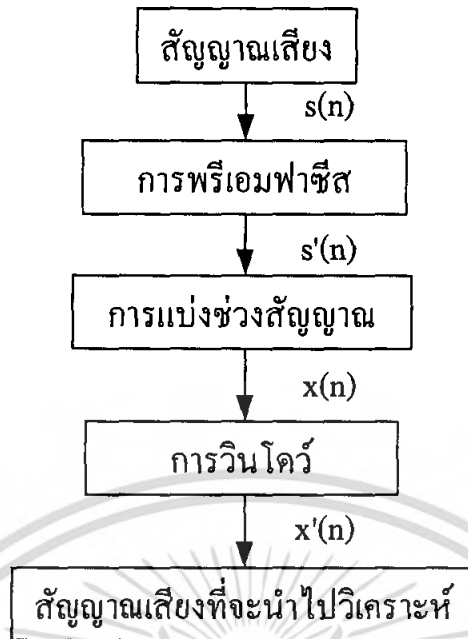 สัญญาณเสียง
s(n)
การพรีเอมฟาซีส
s'(n)
การแบ่งช่วงสัญญาณ
x(n)
การวินโดว์
x'(n)
สัญญาณเสียงที่จะนำไปวิเคราะห์